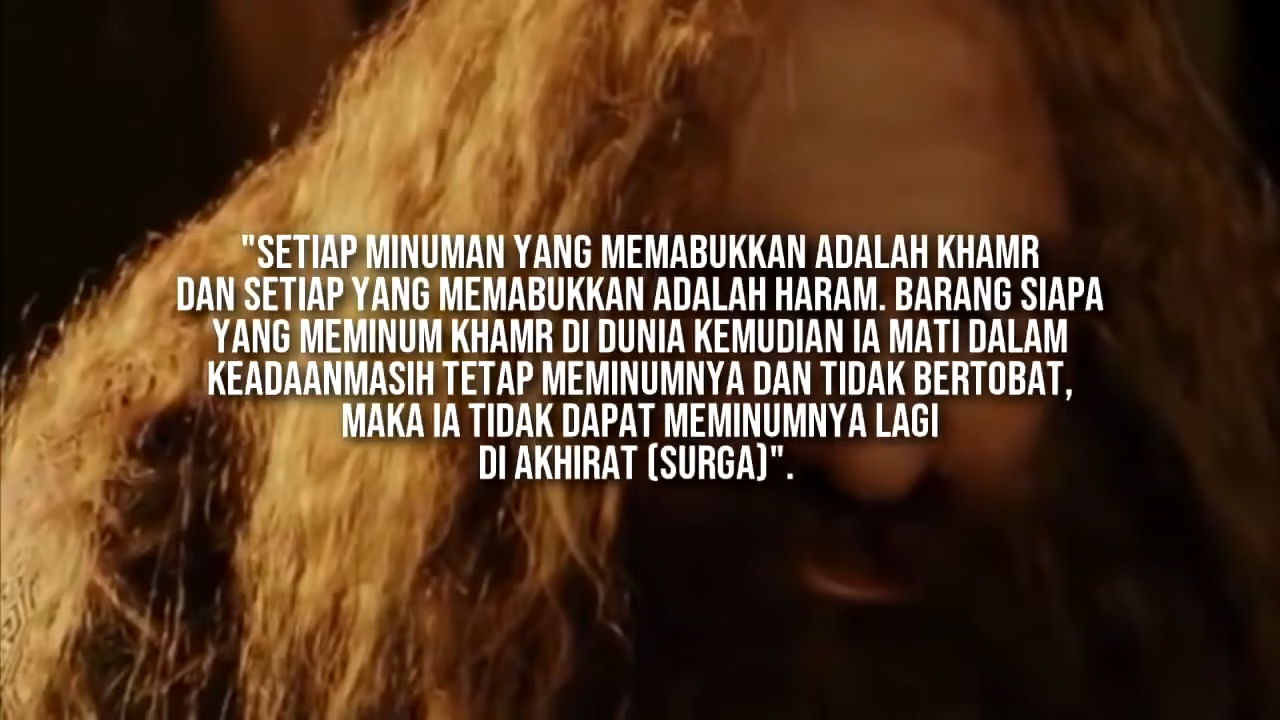 "SETIAP MINUMAN YANG MEMABUKKAN ADALAH KHAMR
DAN SETIAP YANG MEMABUKKAN ADALAH HARAM. BARANG SIAPA
YANG MEMINUM KHAMR DI DUNIA KEMUDIAN IA MATI DALAM
KEADAANMASIH TETAP MEMINUMNYA DAN TIDAK BERTOBAT,
MAKA IA TIDAK DAPAT MEMINUMNYA LAGI
DI AKHIRAT (SURGA)".